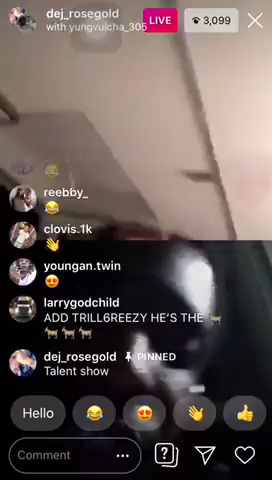 dej_rosegold
with yungvulcha_305
LIVE
3,099
😂
reebby_
😂
clovis.1k
👋
youngan.twin
😍
larrygodchild
ADD TRILL6REEZY HE'S THE 🐐
🐐 🐐 🐐
dej_rosegold PINNED
Talent show
Hello 😂 😍 👋 👍
Comment